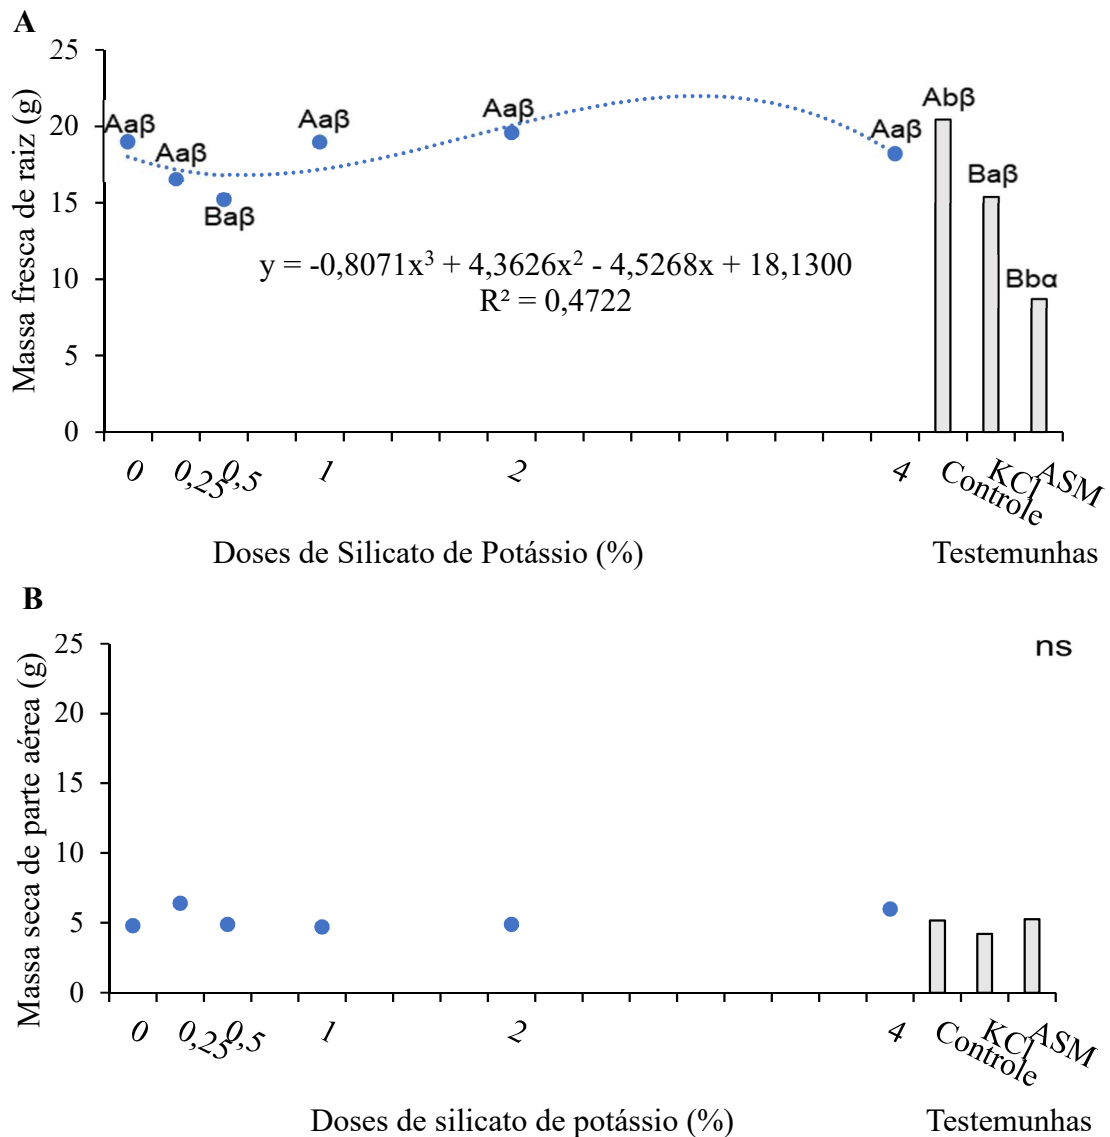 A
25
20
15
10
5
0
Massa fresca de raiz (g)
Aaβ
Aaβ
Baβ
Aaβ
Aaβ
Aaβ
Abβ
Baβ
Bbα
y = -0,8071x³ + 4,3626x² - 4,5268x + 18,1300
R² = 0,4722
0
0,25
0,5
1
2
4
Controle
KCl
ASM
Doses de Silicato de Potássio (%)
Testemunhas
B
25
20
15
10
5
0
Massa seca de parte aérea (g)
ns
0
0,25
0,5
1
2
4
Controle
KCl
ASM
Doses de silicato de potássio (%)
Testemunhas